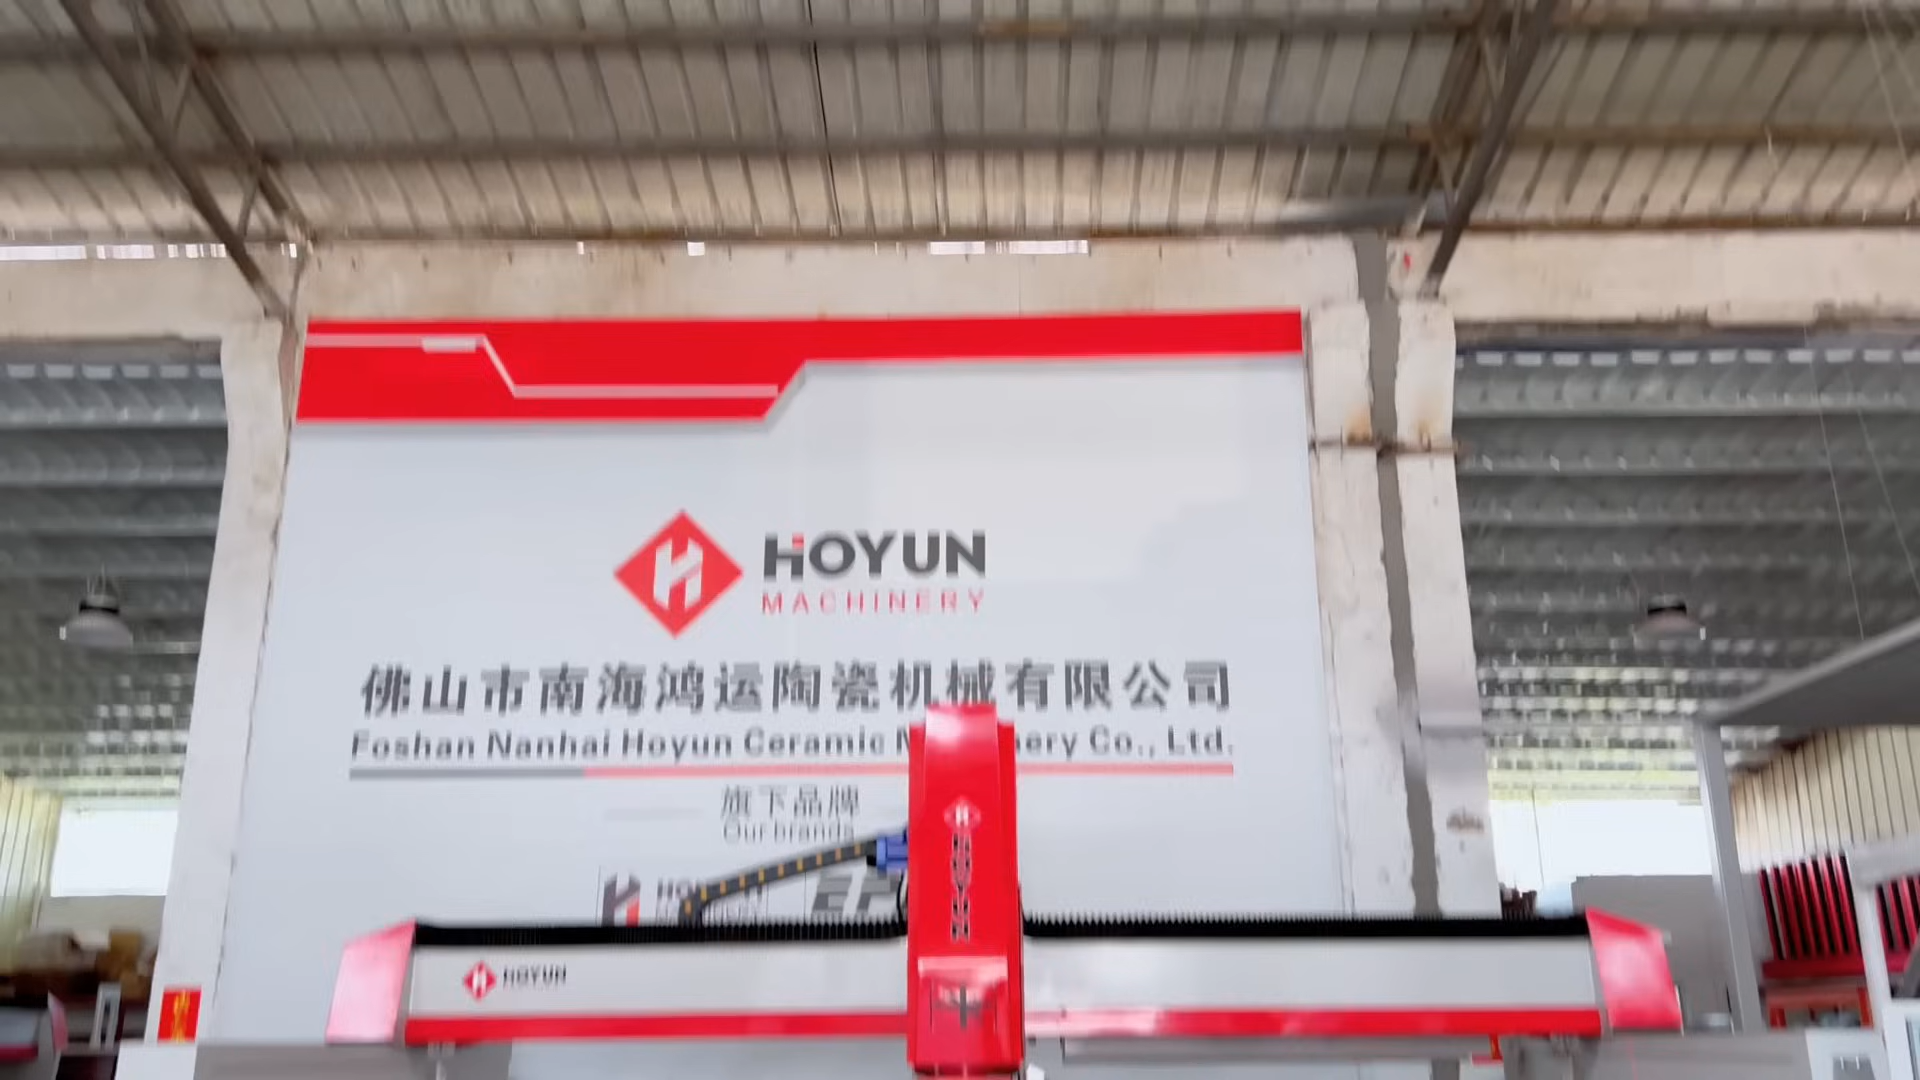 HOYUN
MACHINERY
佛山市南海鸿运陶瓷机械有限公司
Foshan Nanhai Hoyun Ceramic M nery Co., Ltd.
旗下品牌
Our brands
HOYUN
HOYUN